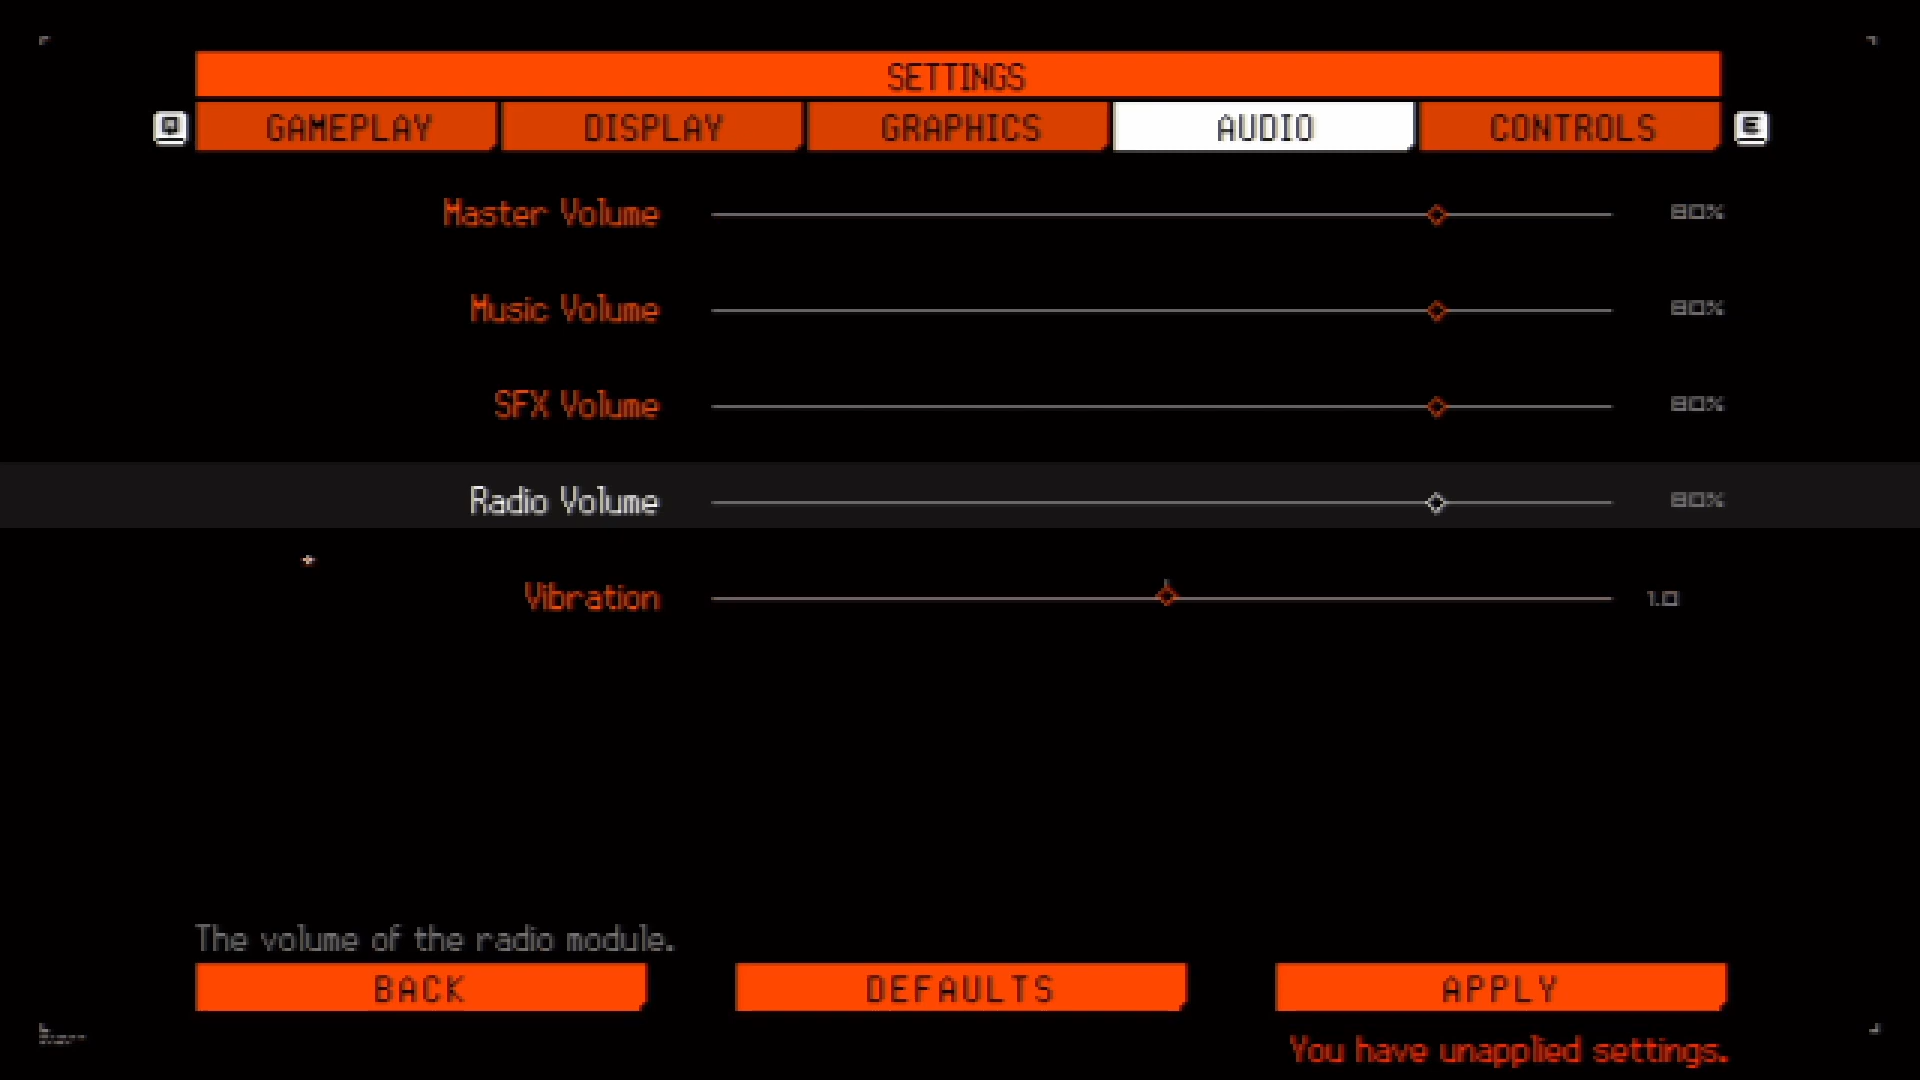 SETTINGS
Q GAMEPLAY DISPLAY GRAPHICS AUDIO CONTROLS E
Master Volume 80%
Music Volume 80%
SFX Volume 80%
Radio Volume 80%
Vibration 1.0
The volume of the radio module.
BACK DEFAULTS APPLY
You have unapplied settings.